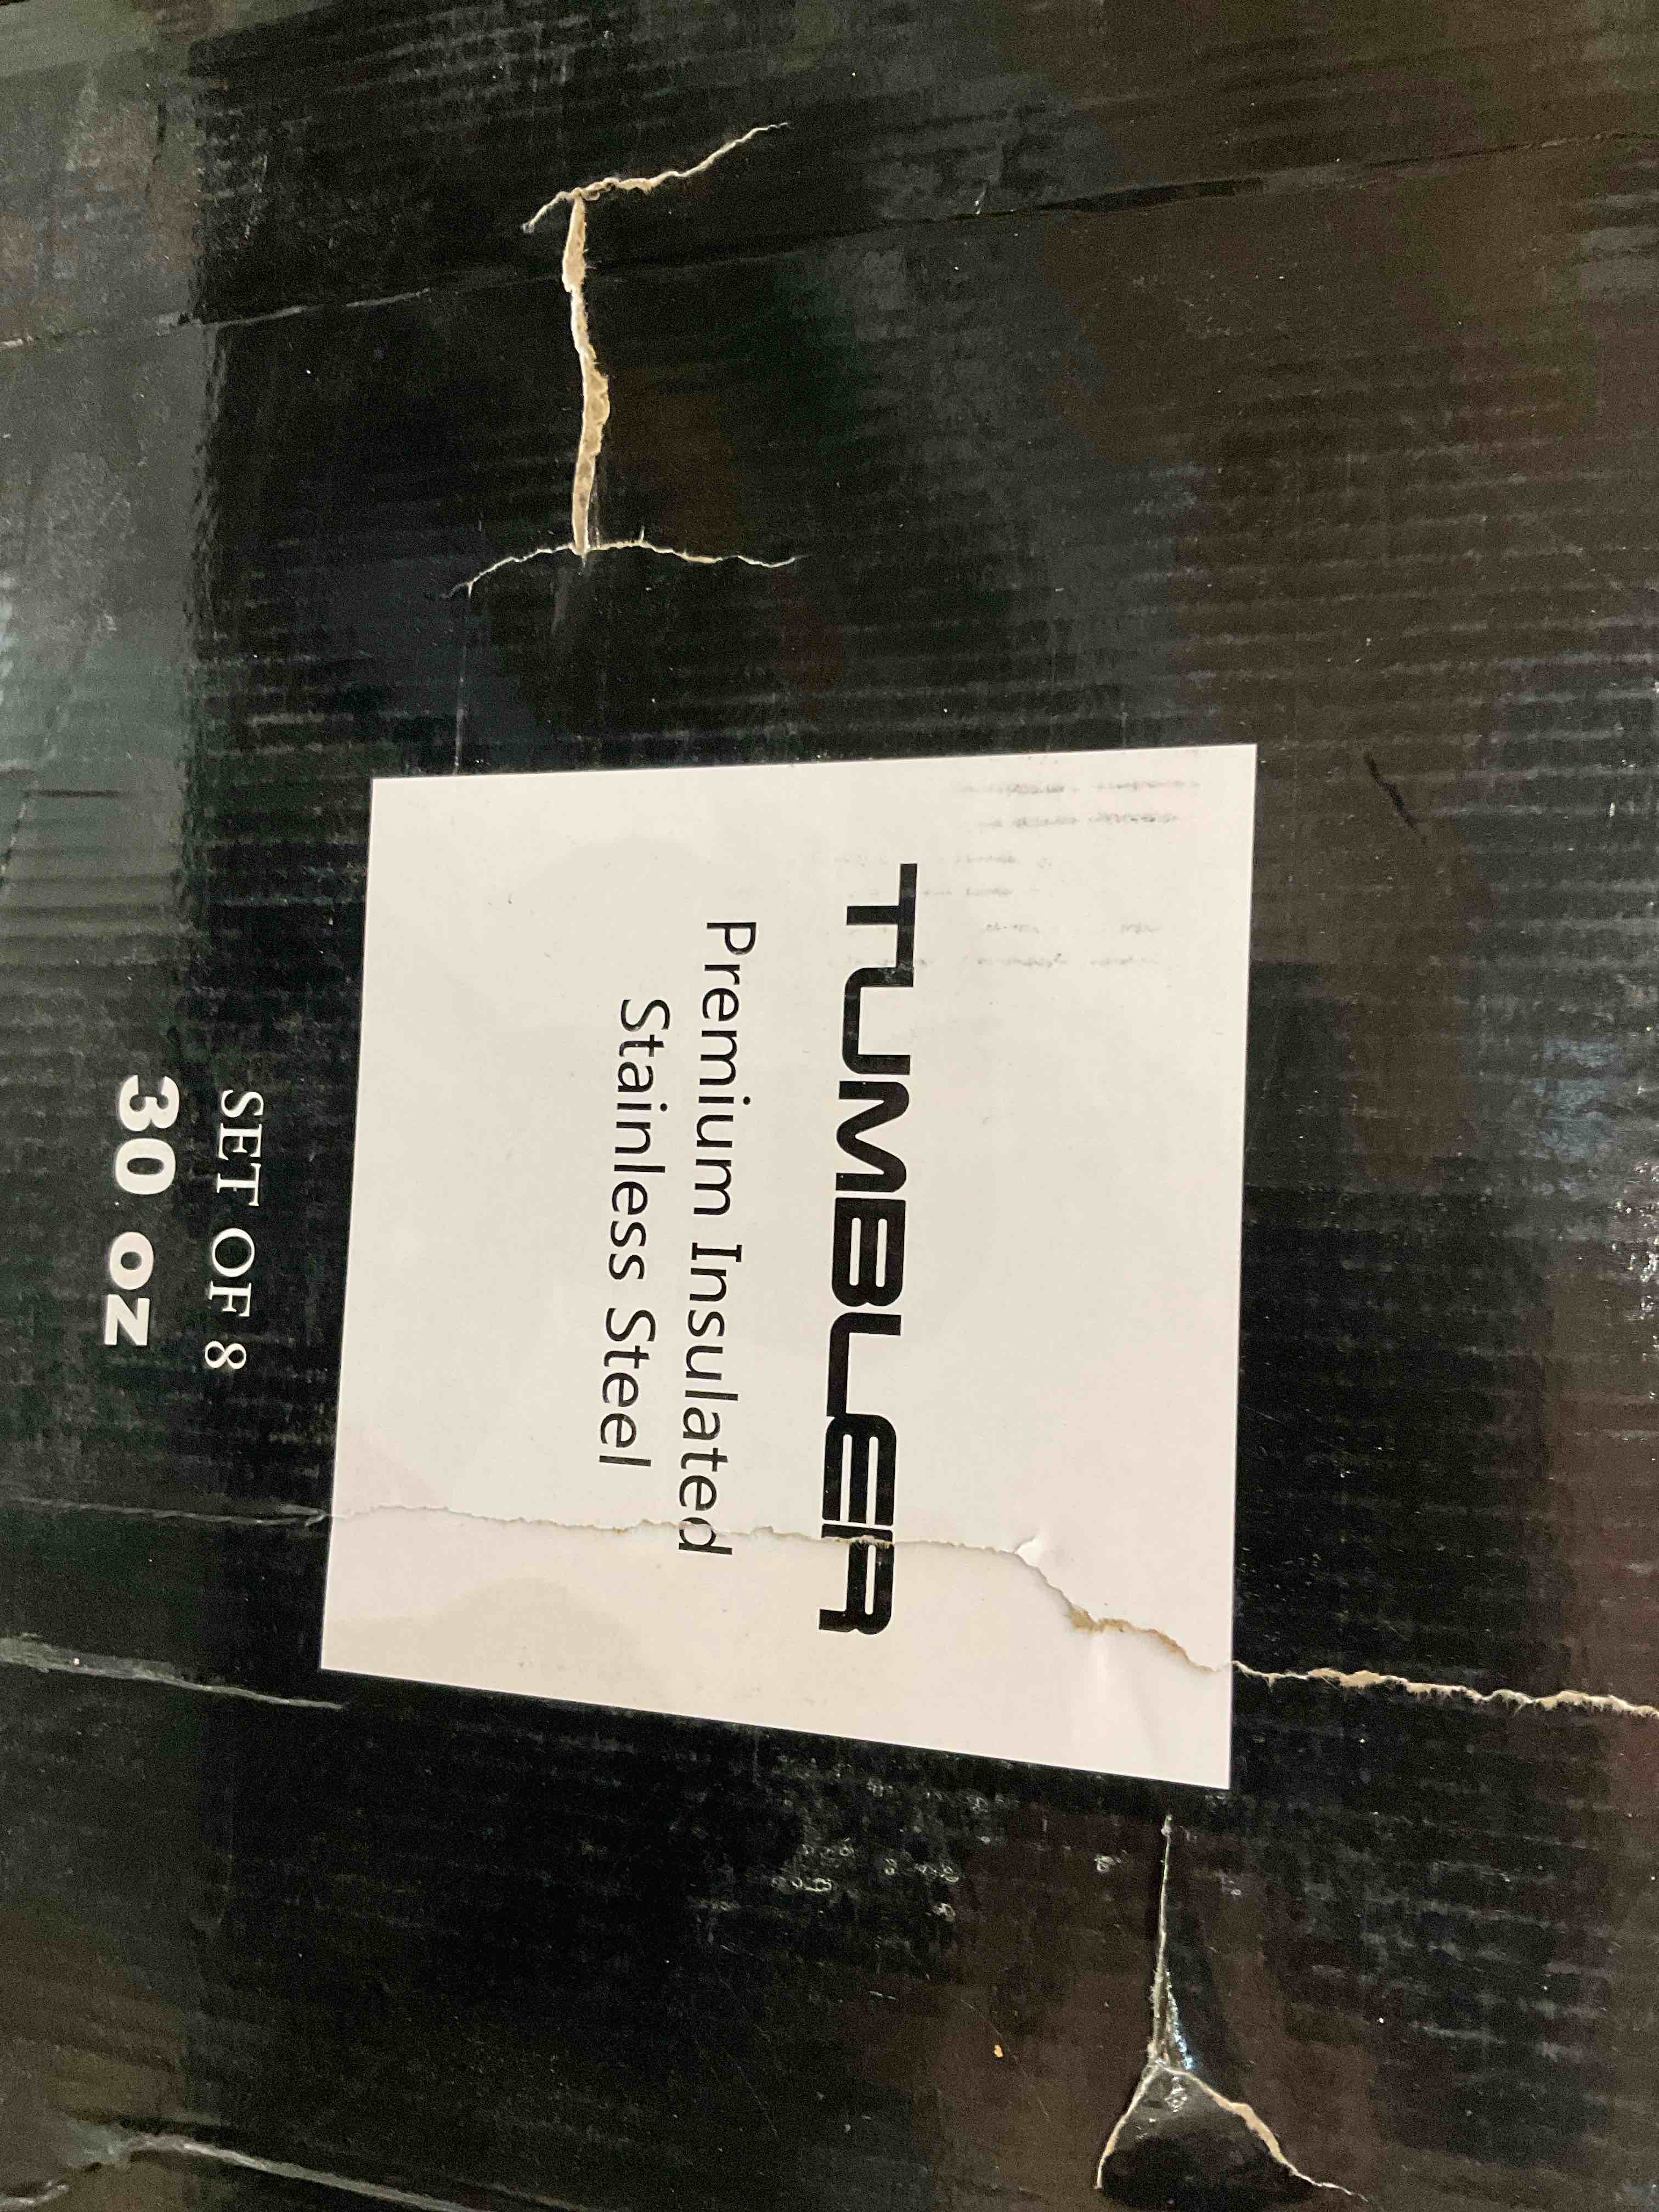 TUMBLER
Premium Insulated
Stainless Steel
SET OF 8
30 oz